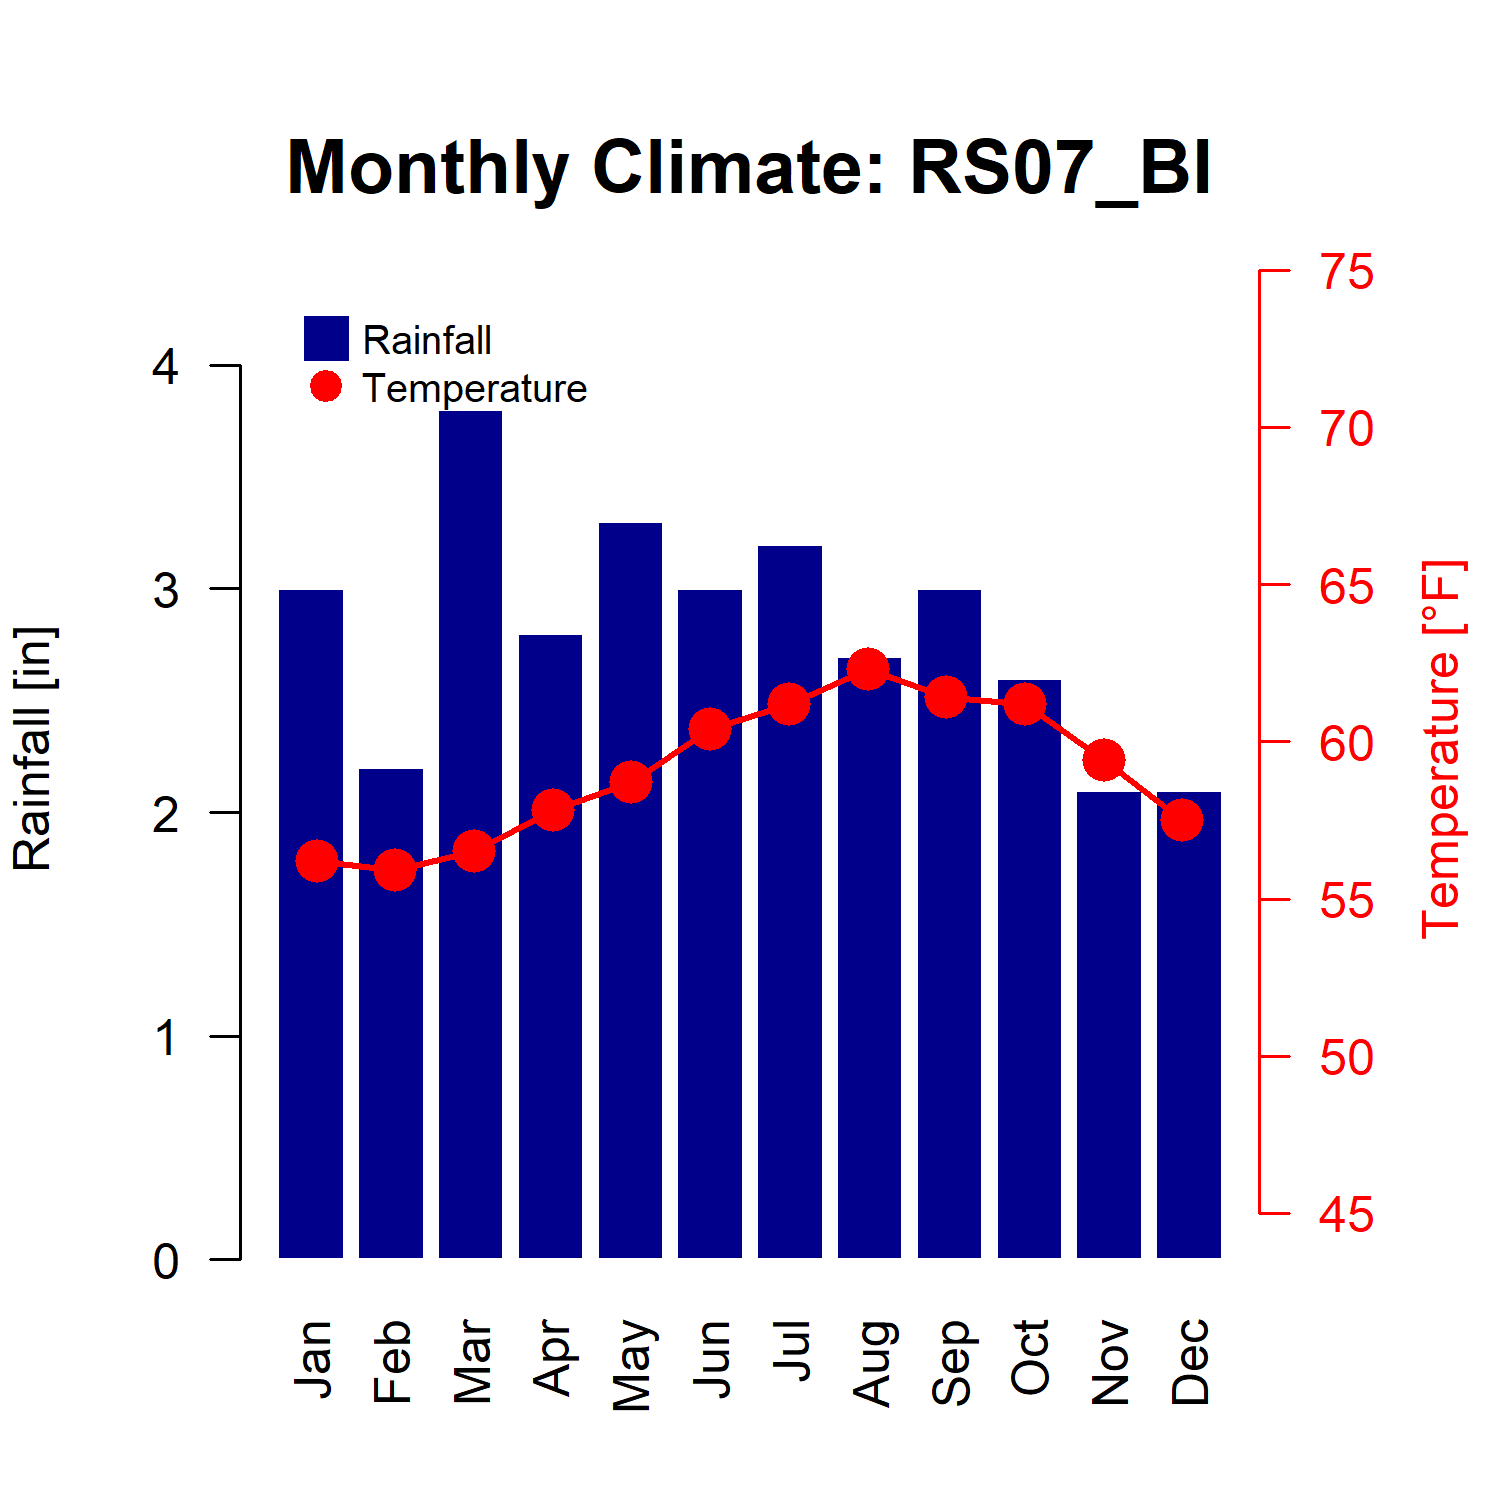 Monthly Climate: RS07_BI
Rainfall
Temperature
Rainfall [in]
4
3
2
1
0
75
70
65
60
55
50
45
Temperature [°F]
Jan
Feb
Mar
Apr
May
Jun
Jul
Aug
Sep
Oct
Nov
Dec